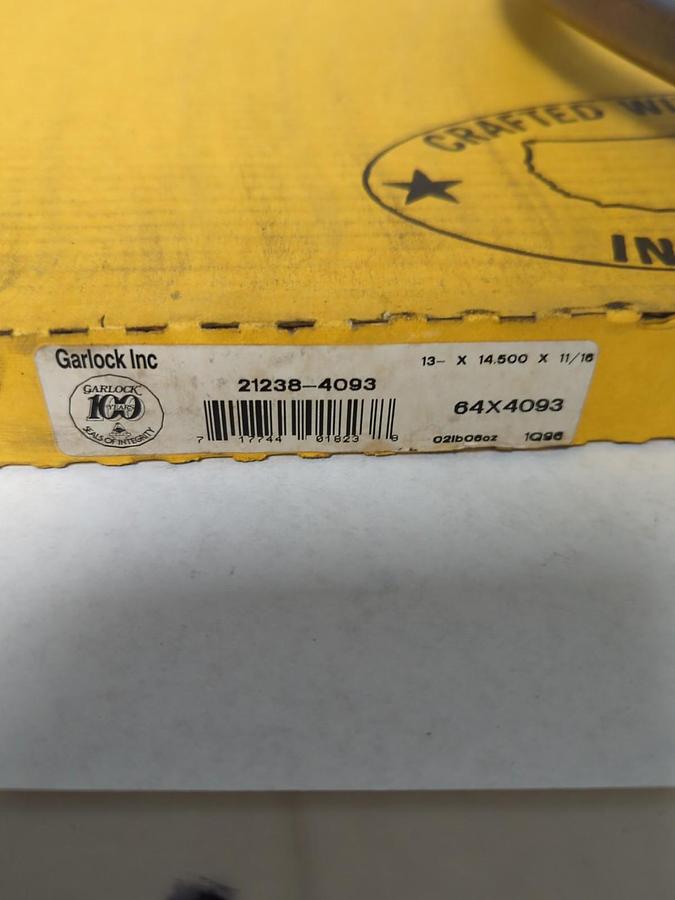 CRAFTED
IN
Garlock Inc
13- X 14.500 X 11/16
21238-4093
GARLOCK
100
YEARS
SEALS OF INTEGRITY
64X4093
7 17744 01823 8
02lb06oz 1Q96